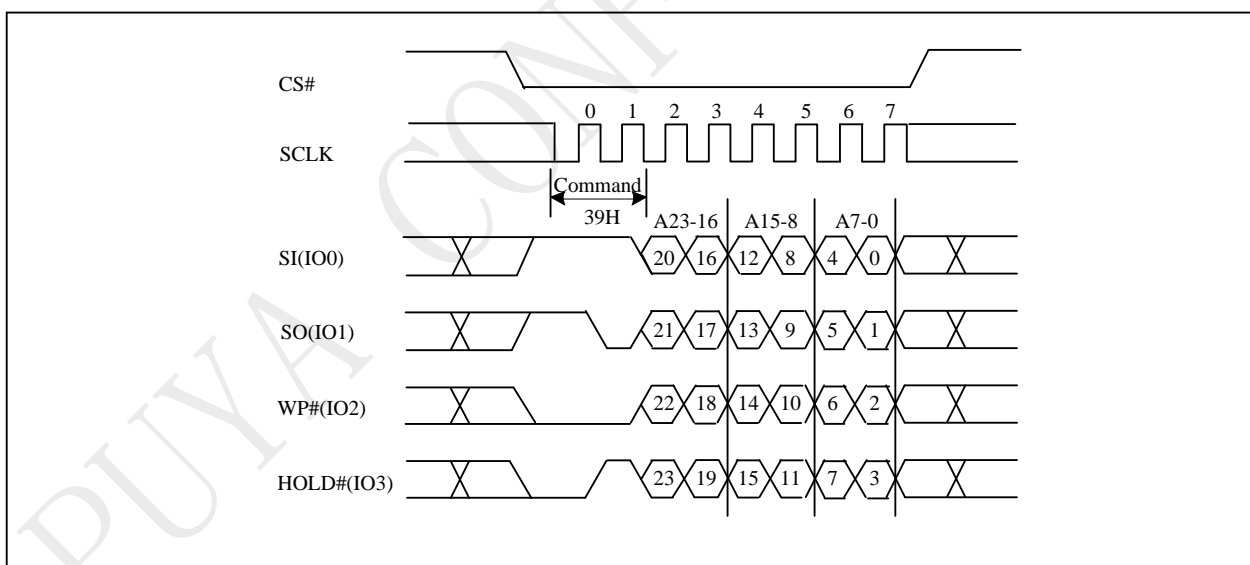 PUYA CONF
CS#
0 1 2 3 4 5 6 7
SCLK
Command
39H
A23-16 A15-8 A7-0
SI(IO0) 20 16 12 8 4 0
SO(IO1) 21 17 13 9 5 1
WP#(IO2) 22 18 14 10 6 2
HOLD#(IO3) 23 19 15 11 7 3